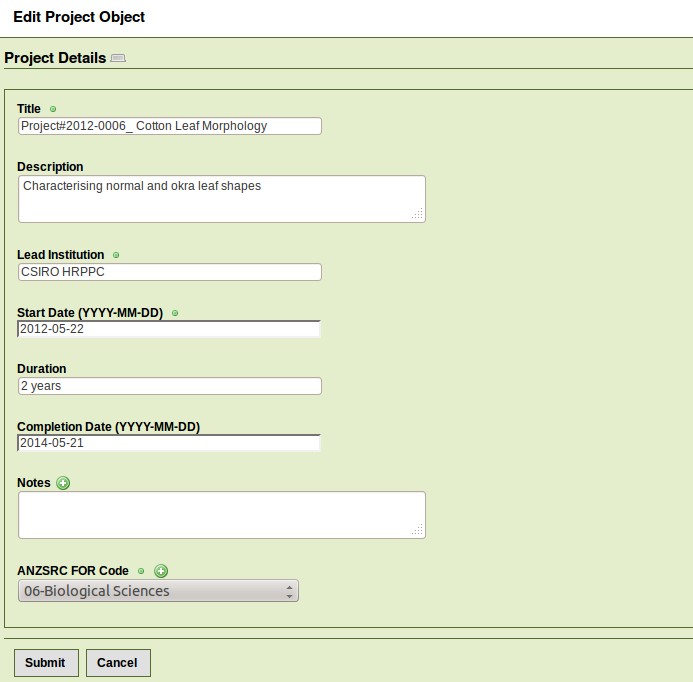 Edit Project Object
Project Details
Title
Project#2012-0006_ Cotton Leaf Morphology
Description
Characterising normal and okra leaf shapes
Lead Institution
CSIRO HRPPC
Start Date (YYYY-MM-DD)
2012-05-22
Duration
2 years
Completion Date (YYYY-MM-DD)
2014-05-21
Notes
ANZSRC FOR Code
06-Biological Sciences
Submit Cancel